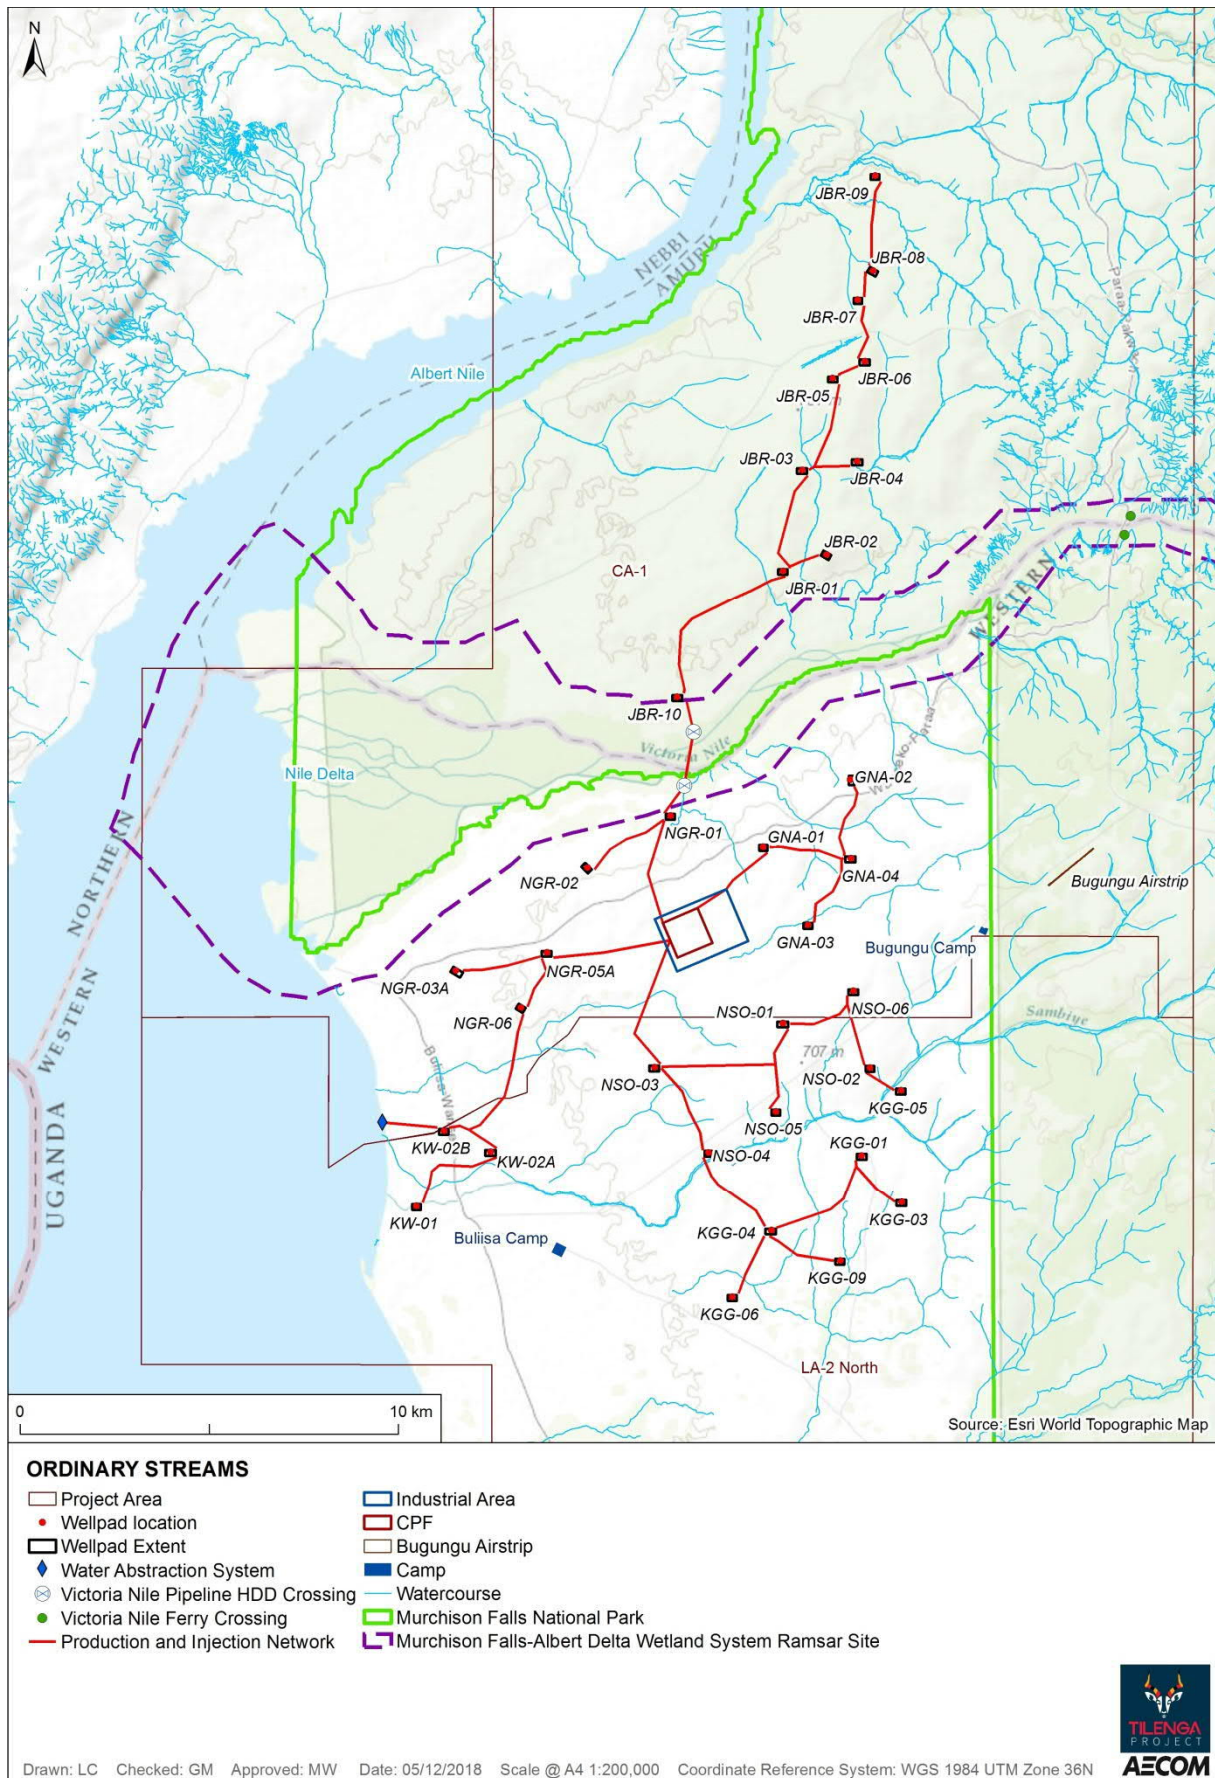 N
JBR-09
JBR-08
NEBBI
AMURU
JBR-07
Albert Nile
JBR-06
JBR-05
JBR-03
JBR-04
JBR-02
CA-1
JBR-01
WESTERN
JBR-10
Victoria Nile
Nile Delta
GNA-02
NGR-01
GNA-01
NGR-02
GNA-04
Bugungu Airstrip
NORTHERN
WESTERN
GNA-03
Bugungu Camp
NGR-05A
NGR-03A
NGR-06
NSO-01
NSO-06
Sambiye
707 m
NSO-03
NSO-02
KGG-05
NSO-05
UGANDA
KW-02B
KW-02A
NSO-04
KGG-01
KW-01
KGG-03
Buliisa Camp
KGG-04
KGG-09
KGG-06
LA-2 North
0
10 km
Source: Esri World Topographic Map
ORDINARY STREAMS
Project Area
Wellpad location
Wellpad Extent
Water Abstraction System
Victoria Nile Pipeline HDD Crossing
Victoria Nile Ferry Crossing
Production and Injection Network
Industrial Area
CPF
Bugungu Airstrip
Camp
Watercourse
Murchison Falls National Park
Murchison Falls-Albert Delta Wetland System Ramsar Site
TILENGA
PROJECT
AECOM
Drawn: LC Checked: GM Approved: MW Date: 05/12/2018 Scale @ A4 1:200,000 Coordinate Reference System: WGS 1984 UTM Zone 36N